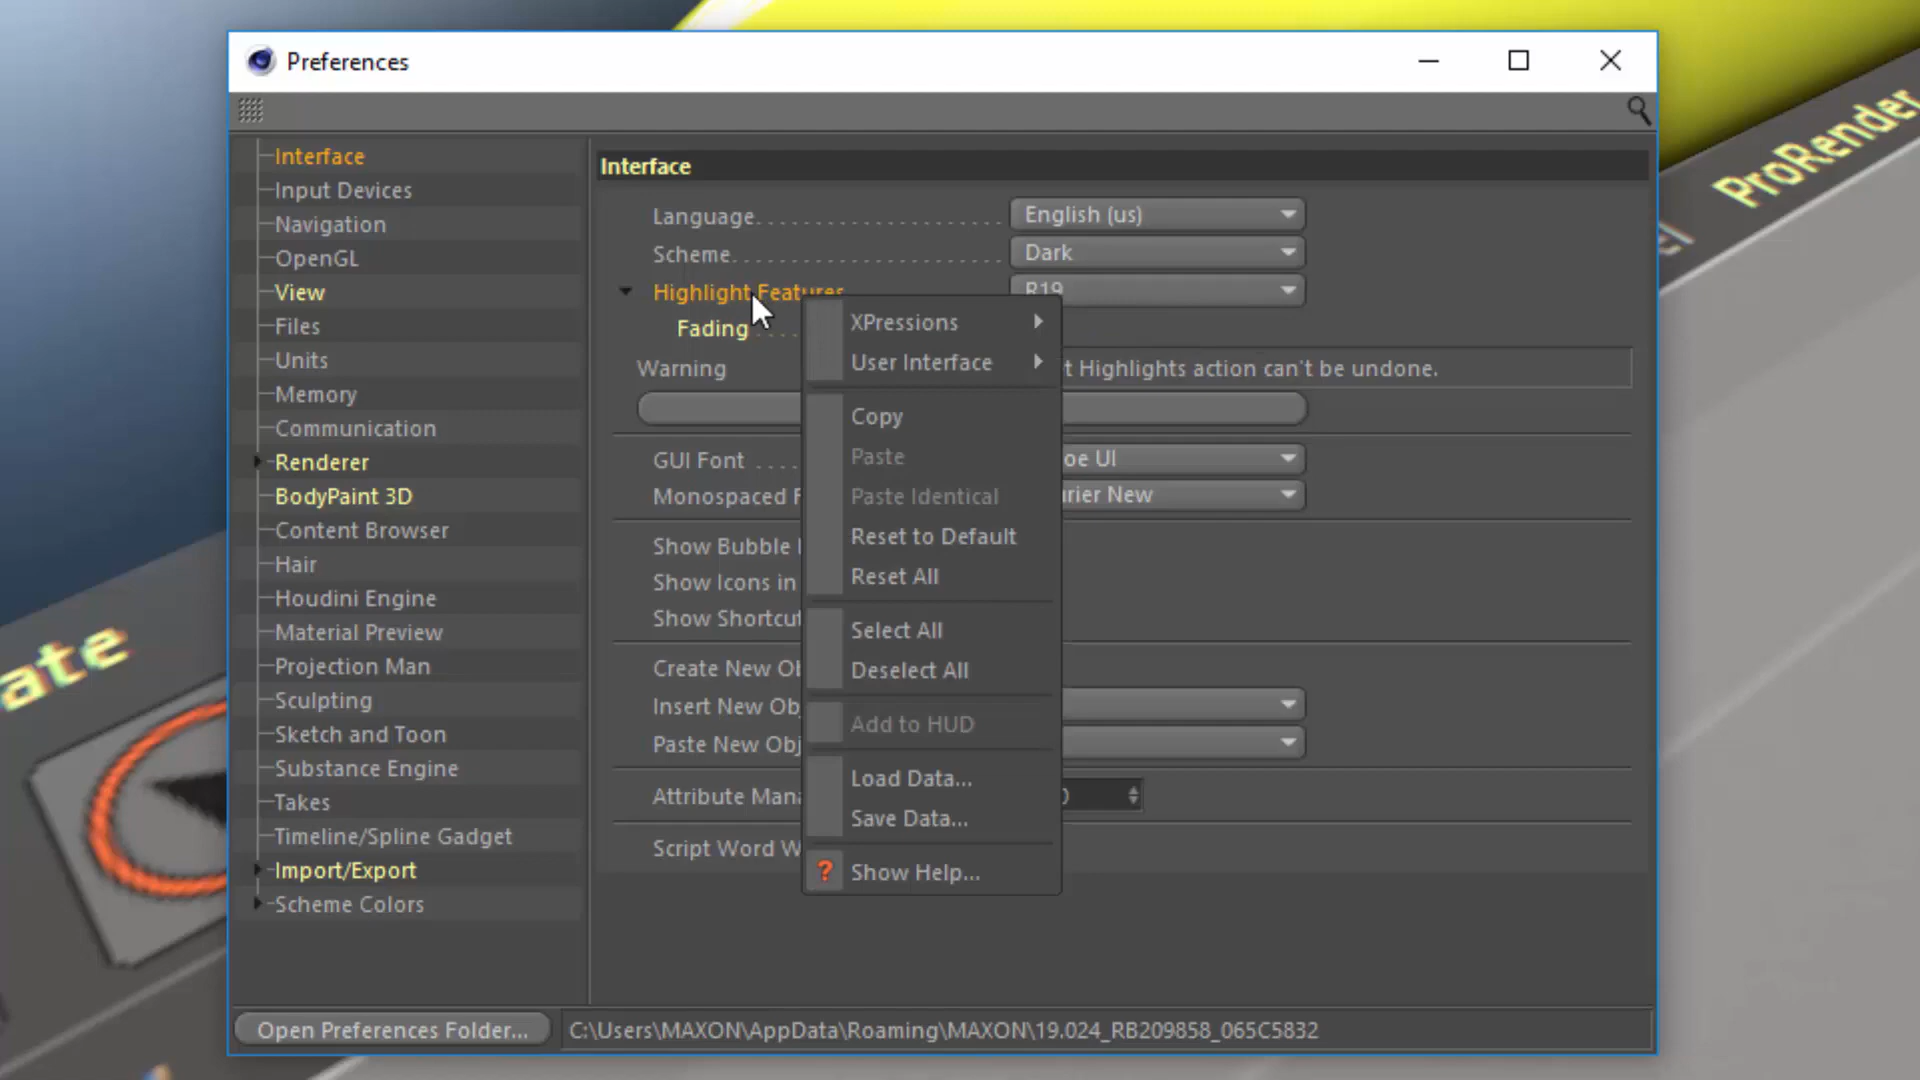 Preferences
ProRender
Interface
Input Devices
Navigation
OpenGL
View
Files
Units
Memory
Communication
Renderer
BodyPaint 3D
Content Browser
Hair
Houdini Engine
Material Preview
Projection Man
Sculpting
Sketch and Toon
Substance Engine
Takes
Timeline/Spline Gadget
Import/Export
Scheme Colors
Interface
Language English (us)
Scheme Dark
Highlight Features R19
Fading
Warning t Highlights action can't be undone.
GUI Font oe UI
Monospaced F rier New
Show Bubble
Show Icons in
Show Shortcut
Create New Ob
Insert New Obj
Paste New Obj
Attribute Mana
Script Word W
XPressions
User Interface
Copy
Paste
Paste Identical
Reset to Default
Reset All
Select All
Deselect All
Add to HUD
Load Data...
Save Data...
? Show Help...
ate
Open Preferences Folder... C:\Users\MAXON\AppData\Roaming\MAXON\19.024_RB209858_065C5832